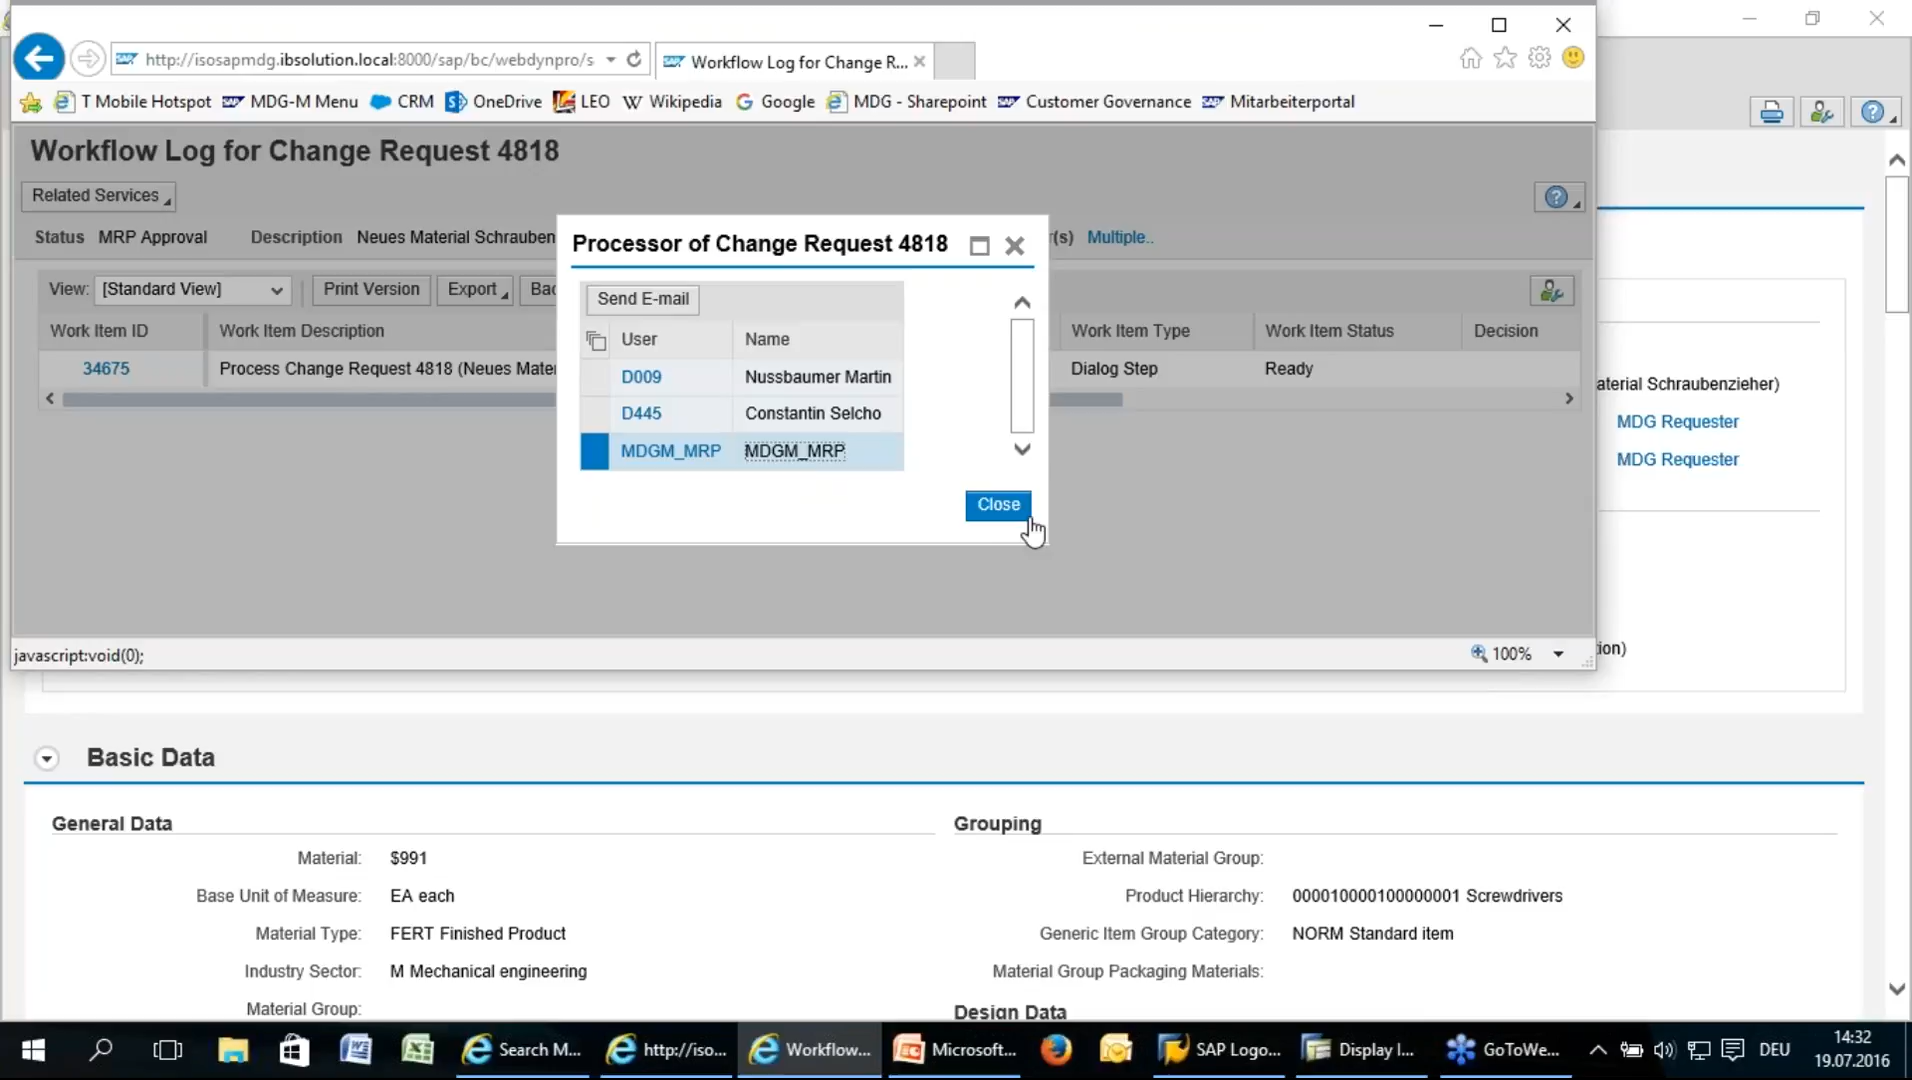 http://isosapmdg.ibsolution.local:8000/sap/bc/webdynpro/s
Workflow Log for Change R...
T Mobile Hotspot MDG-M Menu CRM OneDrive LEO Wikipedia Google MDG - Sharepoint Customer Governance Mitarbeiterportal
Workflow Log for Change Request 4818
Related Services
Status MRP Approval Description Neues Material Schrauben (s) Multiple..
Processor of Change Request 4818
View: [Standard View] Print Version Export Bac
Send E-mail
Work Item ID Work Item Description Work Item Type Work Item Status Decision
User Name
34675 Process Change Request 4818 (Neues Mate Dialog Step Ready
D009 Nussbaumer Martin
D445 Constantin Selcho
MDGM_MRP MDGM_MRP
Close
aterial Schraubenzieher)
MDG Requester
MDG Requester
ion)
javascript:void(0);
100%
Basic Data
General Data
Material: $991
Base Unit of Measure: EA each
Material Type: FERT Finished Product
Industry Sector: M Mechanical engineering
Material Group:
Grouping
External Material Group:
Product Hierarchy: 000010000100000001 Screwdrivers
Generic Item Group Category: NORM Standard item
Material Group Packaging Materials:
Design Data
Search M... http://iso... Workflow... Microsoft... SAP Logo... Display I... GoToWe... DEU
14:32
19.07.2016